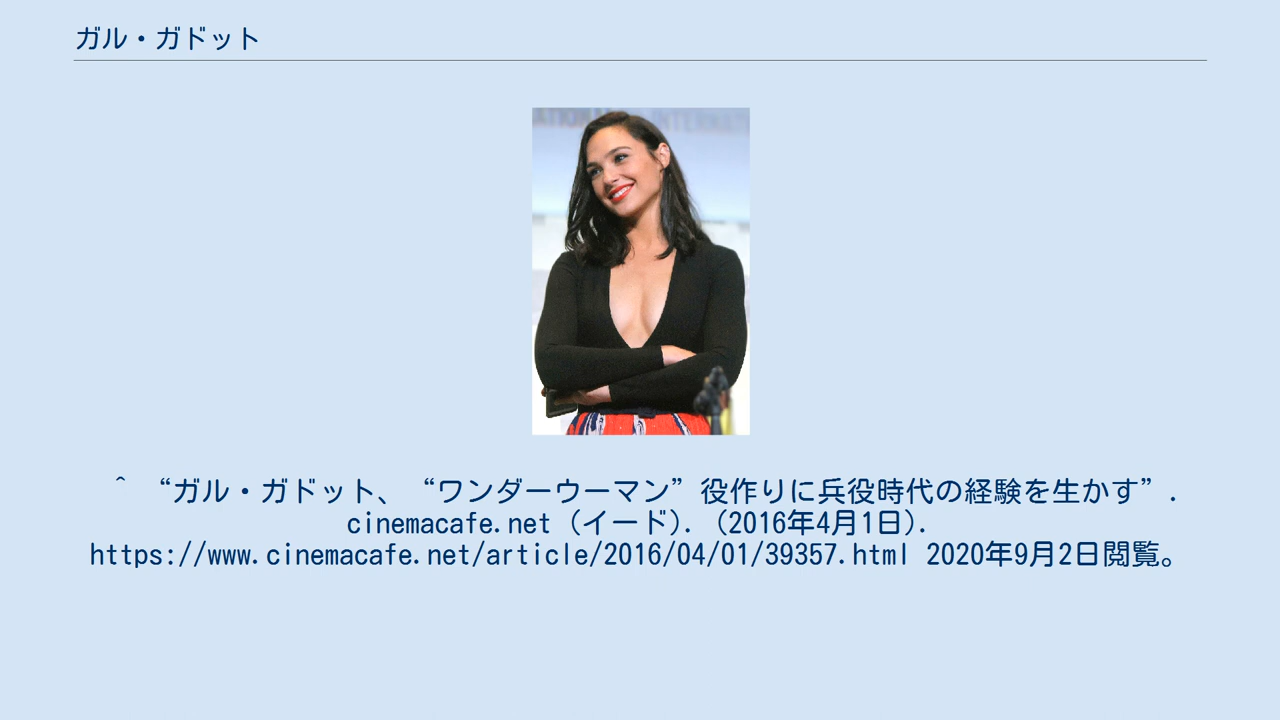 ガル・ガドット
^ “ガル・ガドット、“ワンダーウーマン”役作りに兵役時代の経験を生かす”.
cinemacafe.net (イード). (2016年4月1日).
https://www.cinemacafe.net/article/2016/04/01/39357.html 2020年9月2日閲覧。